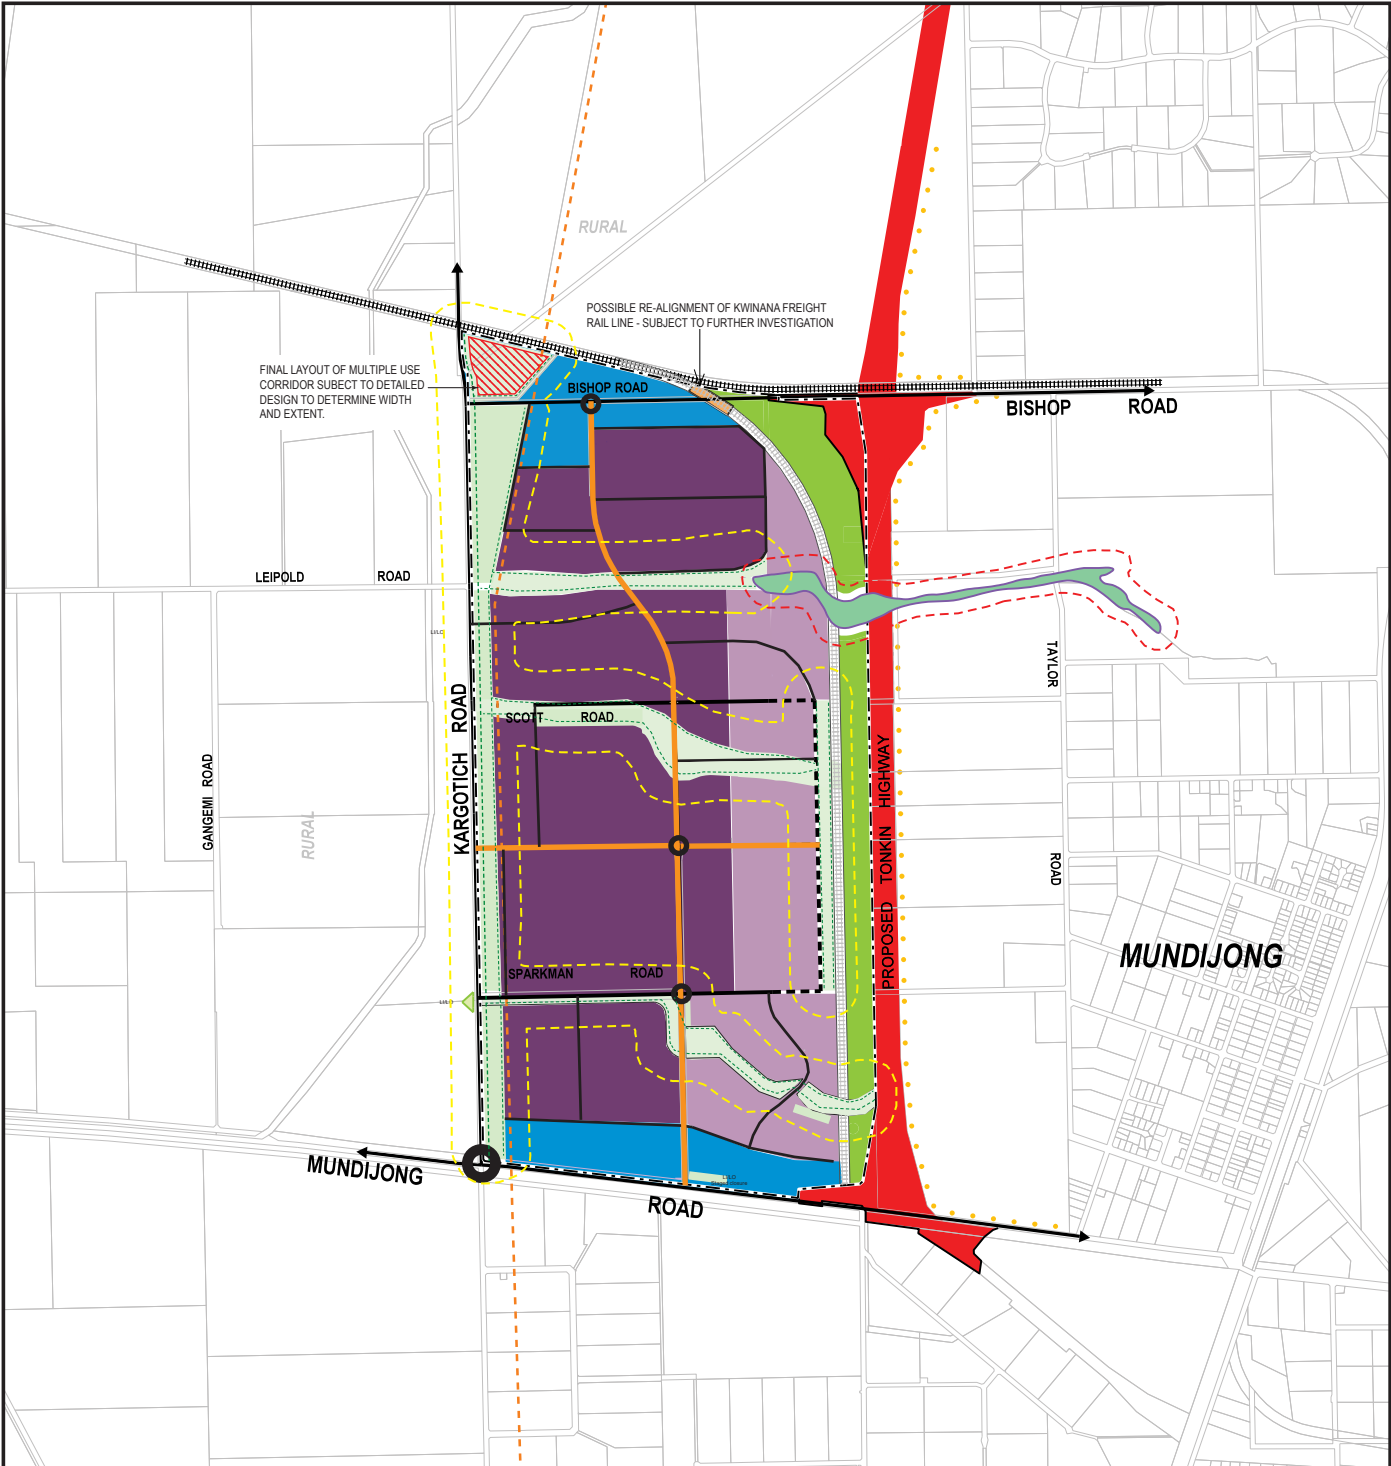 RURAL
POSSIBLE RE-ALIGNMENT OF KWINANA FREIGHT
RAIL LINE - SUBJECT TO FURTHER INVESTIGATION
FINAL LAYOUT OF MULTIPLE USE
CORRIDOR SUBECT TO DETAILED
DESIGN TO DETERMINE WIDTH
AND EXTENT.
BISHOP ROAD
BISHOP ROAD
LEIPOLD ROAD
TAYLOR ROAD
KARGOTICH ROAD
SCOTT ROAD
GANGEMI ROAD
RURAL
PROPOSED TONKIN HIGHWAY
MUNDIJONG
SPARKMAN ROAD
MUNDIJONG ROAD